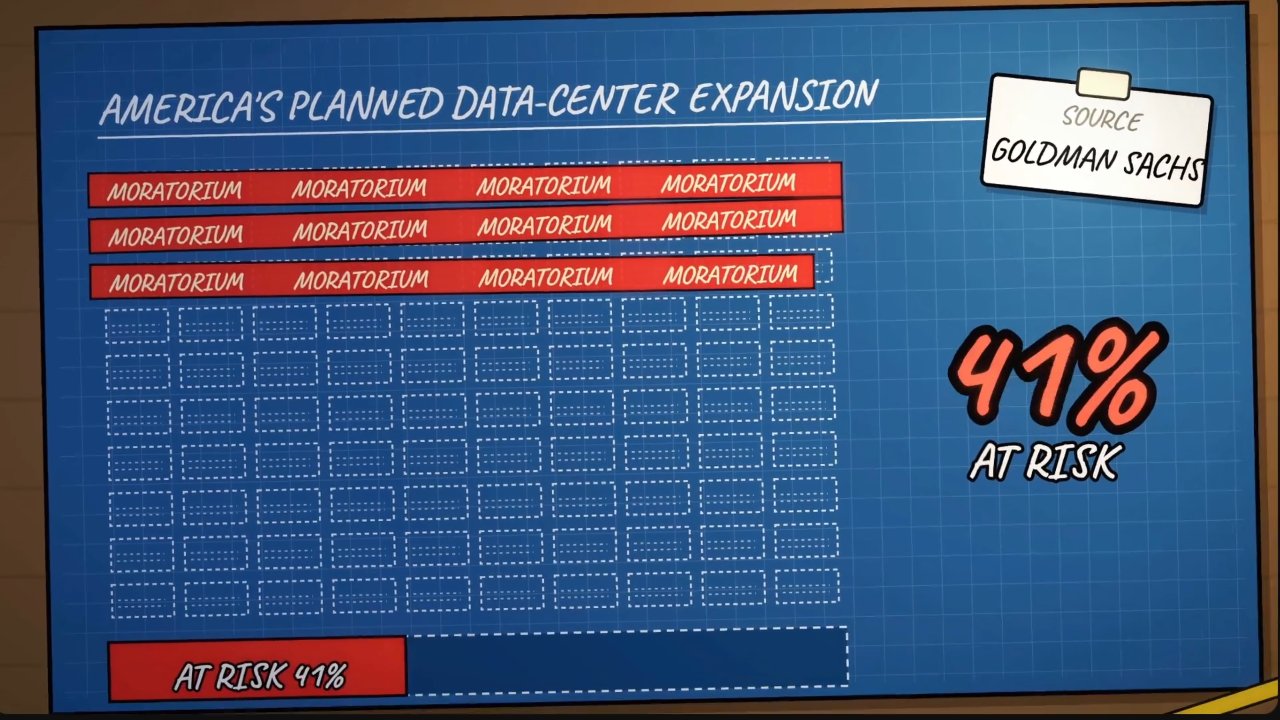 AMERICA'S PLANNED DATA-CENTER EXPANSION
SOURCE
GOLDMAN SACHS
MORATORIUM MORATORIUM MORATORIUM MORATORIUM
MORATORIUM MORATORIUM MORATORIUM MORATORIUM
MORATORIUM MORATORIUM MORATORIUM MORATORIUM
41%
AT RISK
AT RISK 41%